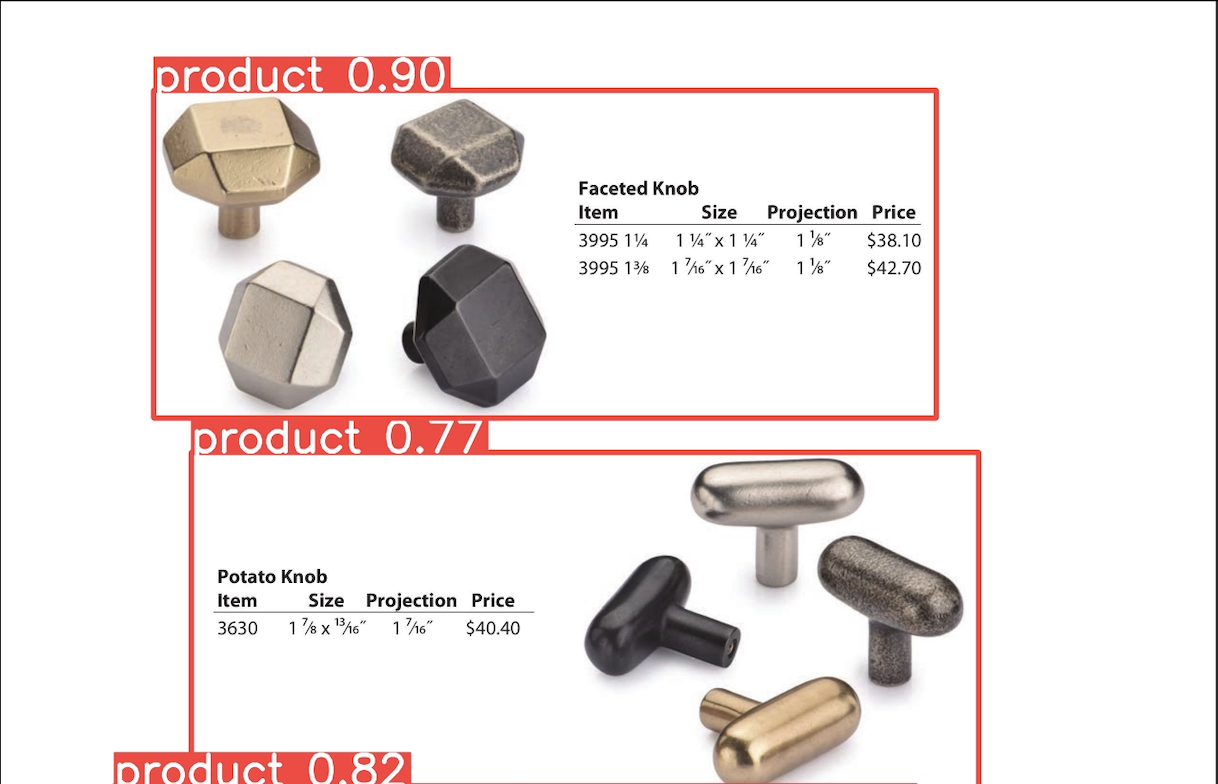 product 0.90
Faceted Knob
Item Size Projection Price
3995 1¼ 1 ¼″ x 1 ¼″ 1 ⅛″ $38.10
3995 1⅜ 1 ⁷⁄₁₆″ x 1 ⁷⁄₁₆″ 1 ⅛″ $42.70
product 0.77
Potato Knob
Item Size Projection Price
3630 1 ⅞ x ¹³⁄₁₆″ 1 ⁷⁄₁₆″ $40.40
product 0.82